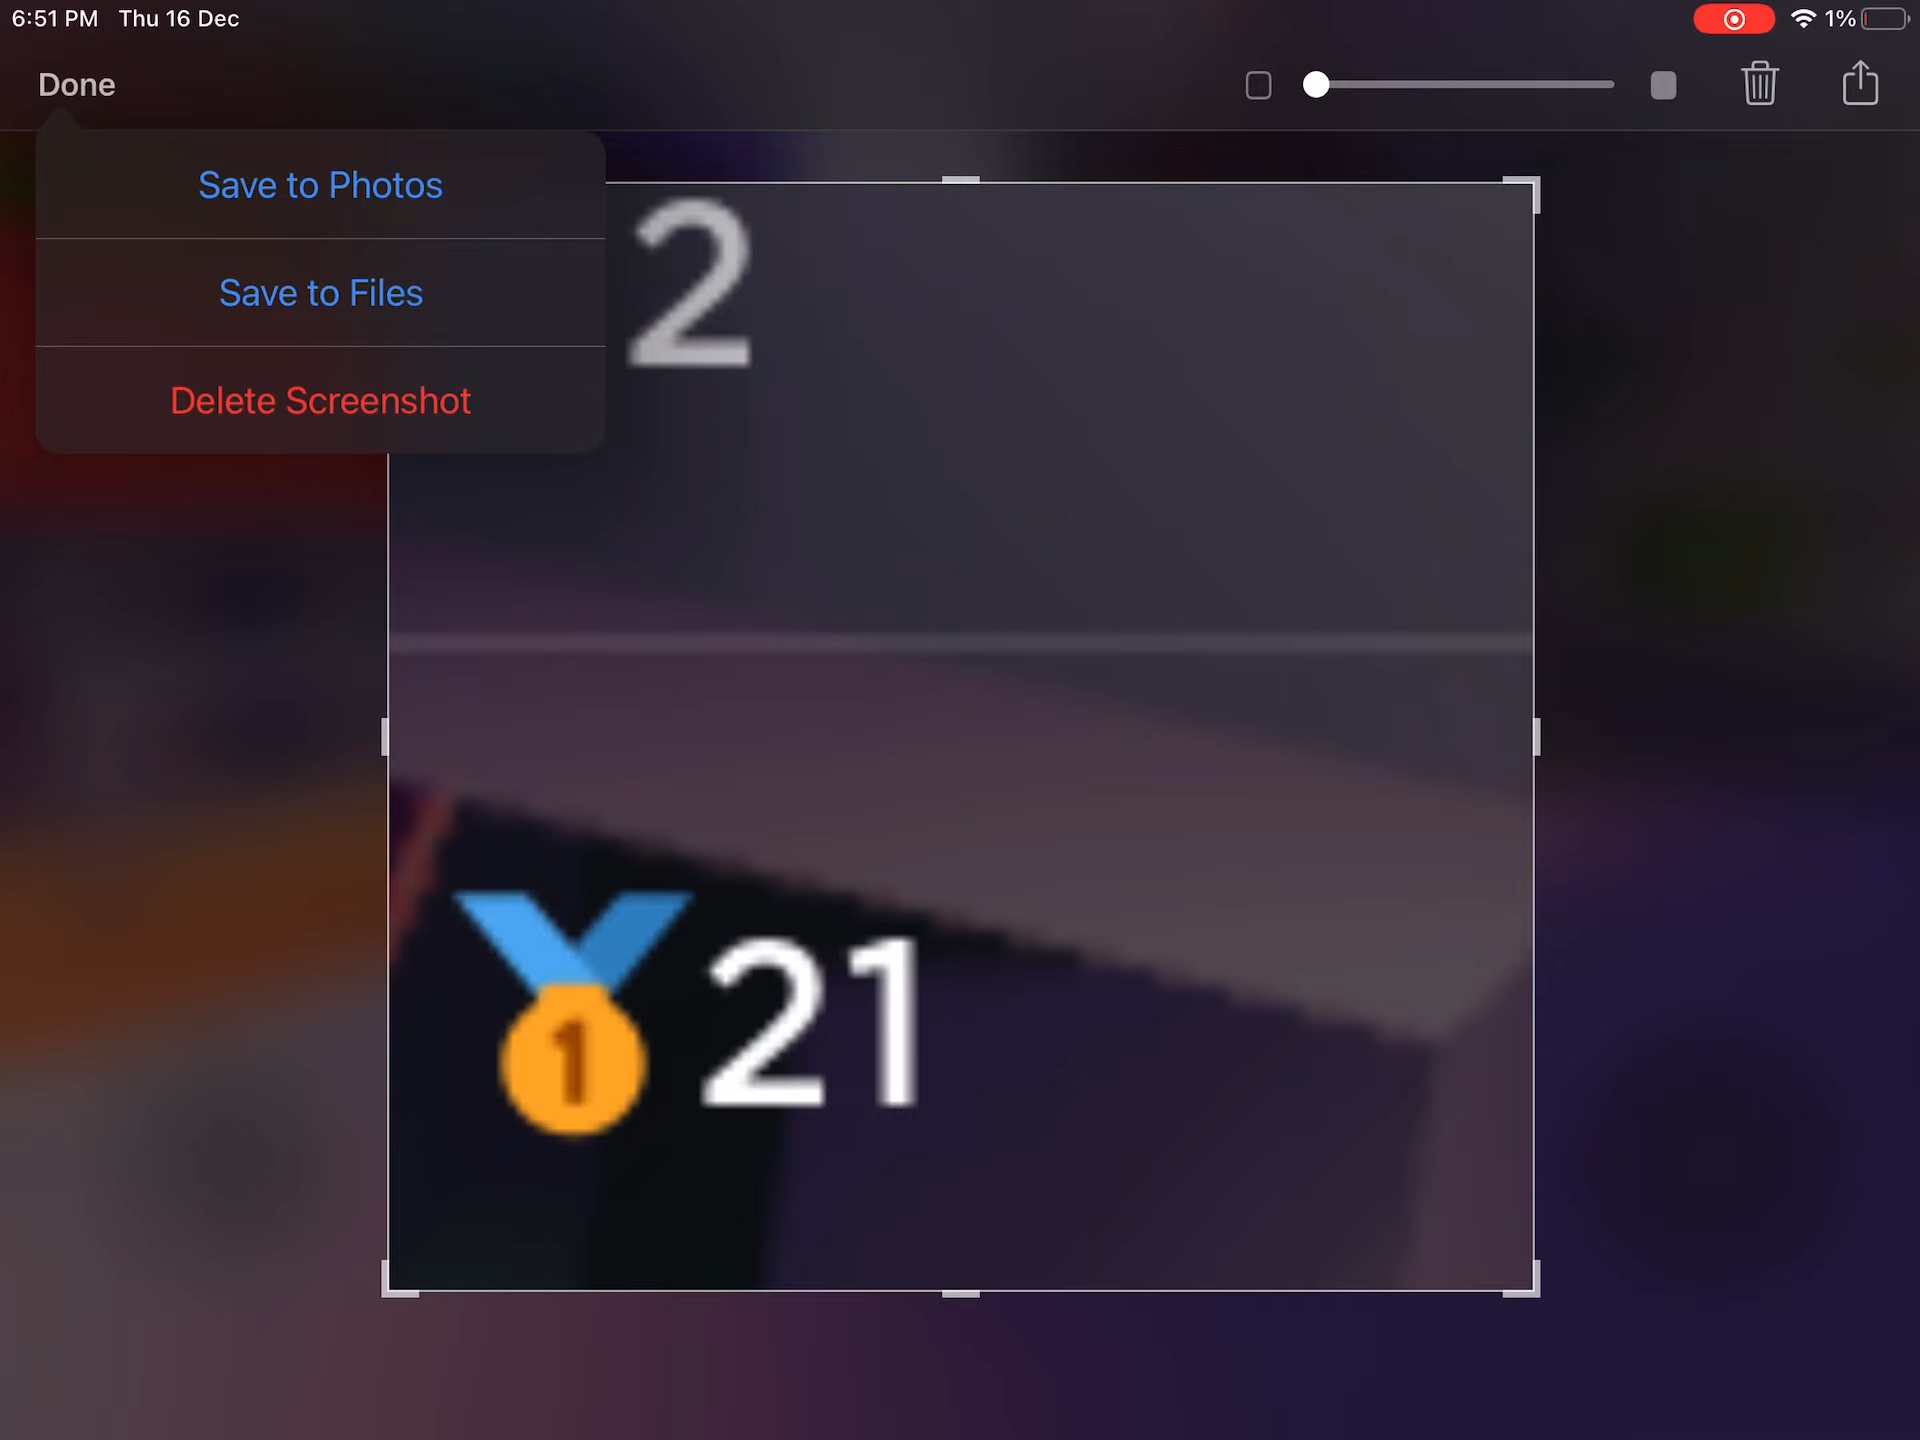 6:51 PM Thu 16 Dec
1%
Done
Save to Photos
Save to Files
Delete Screenshot
2
1
21